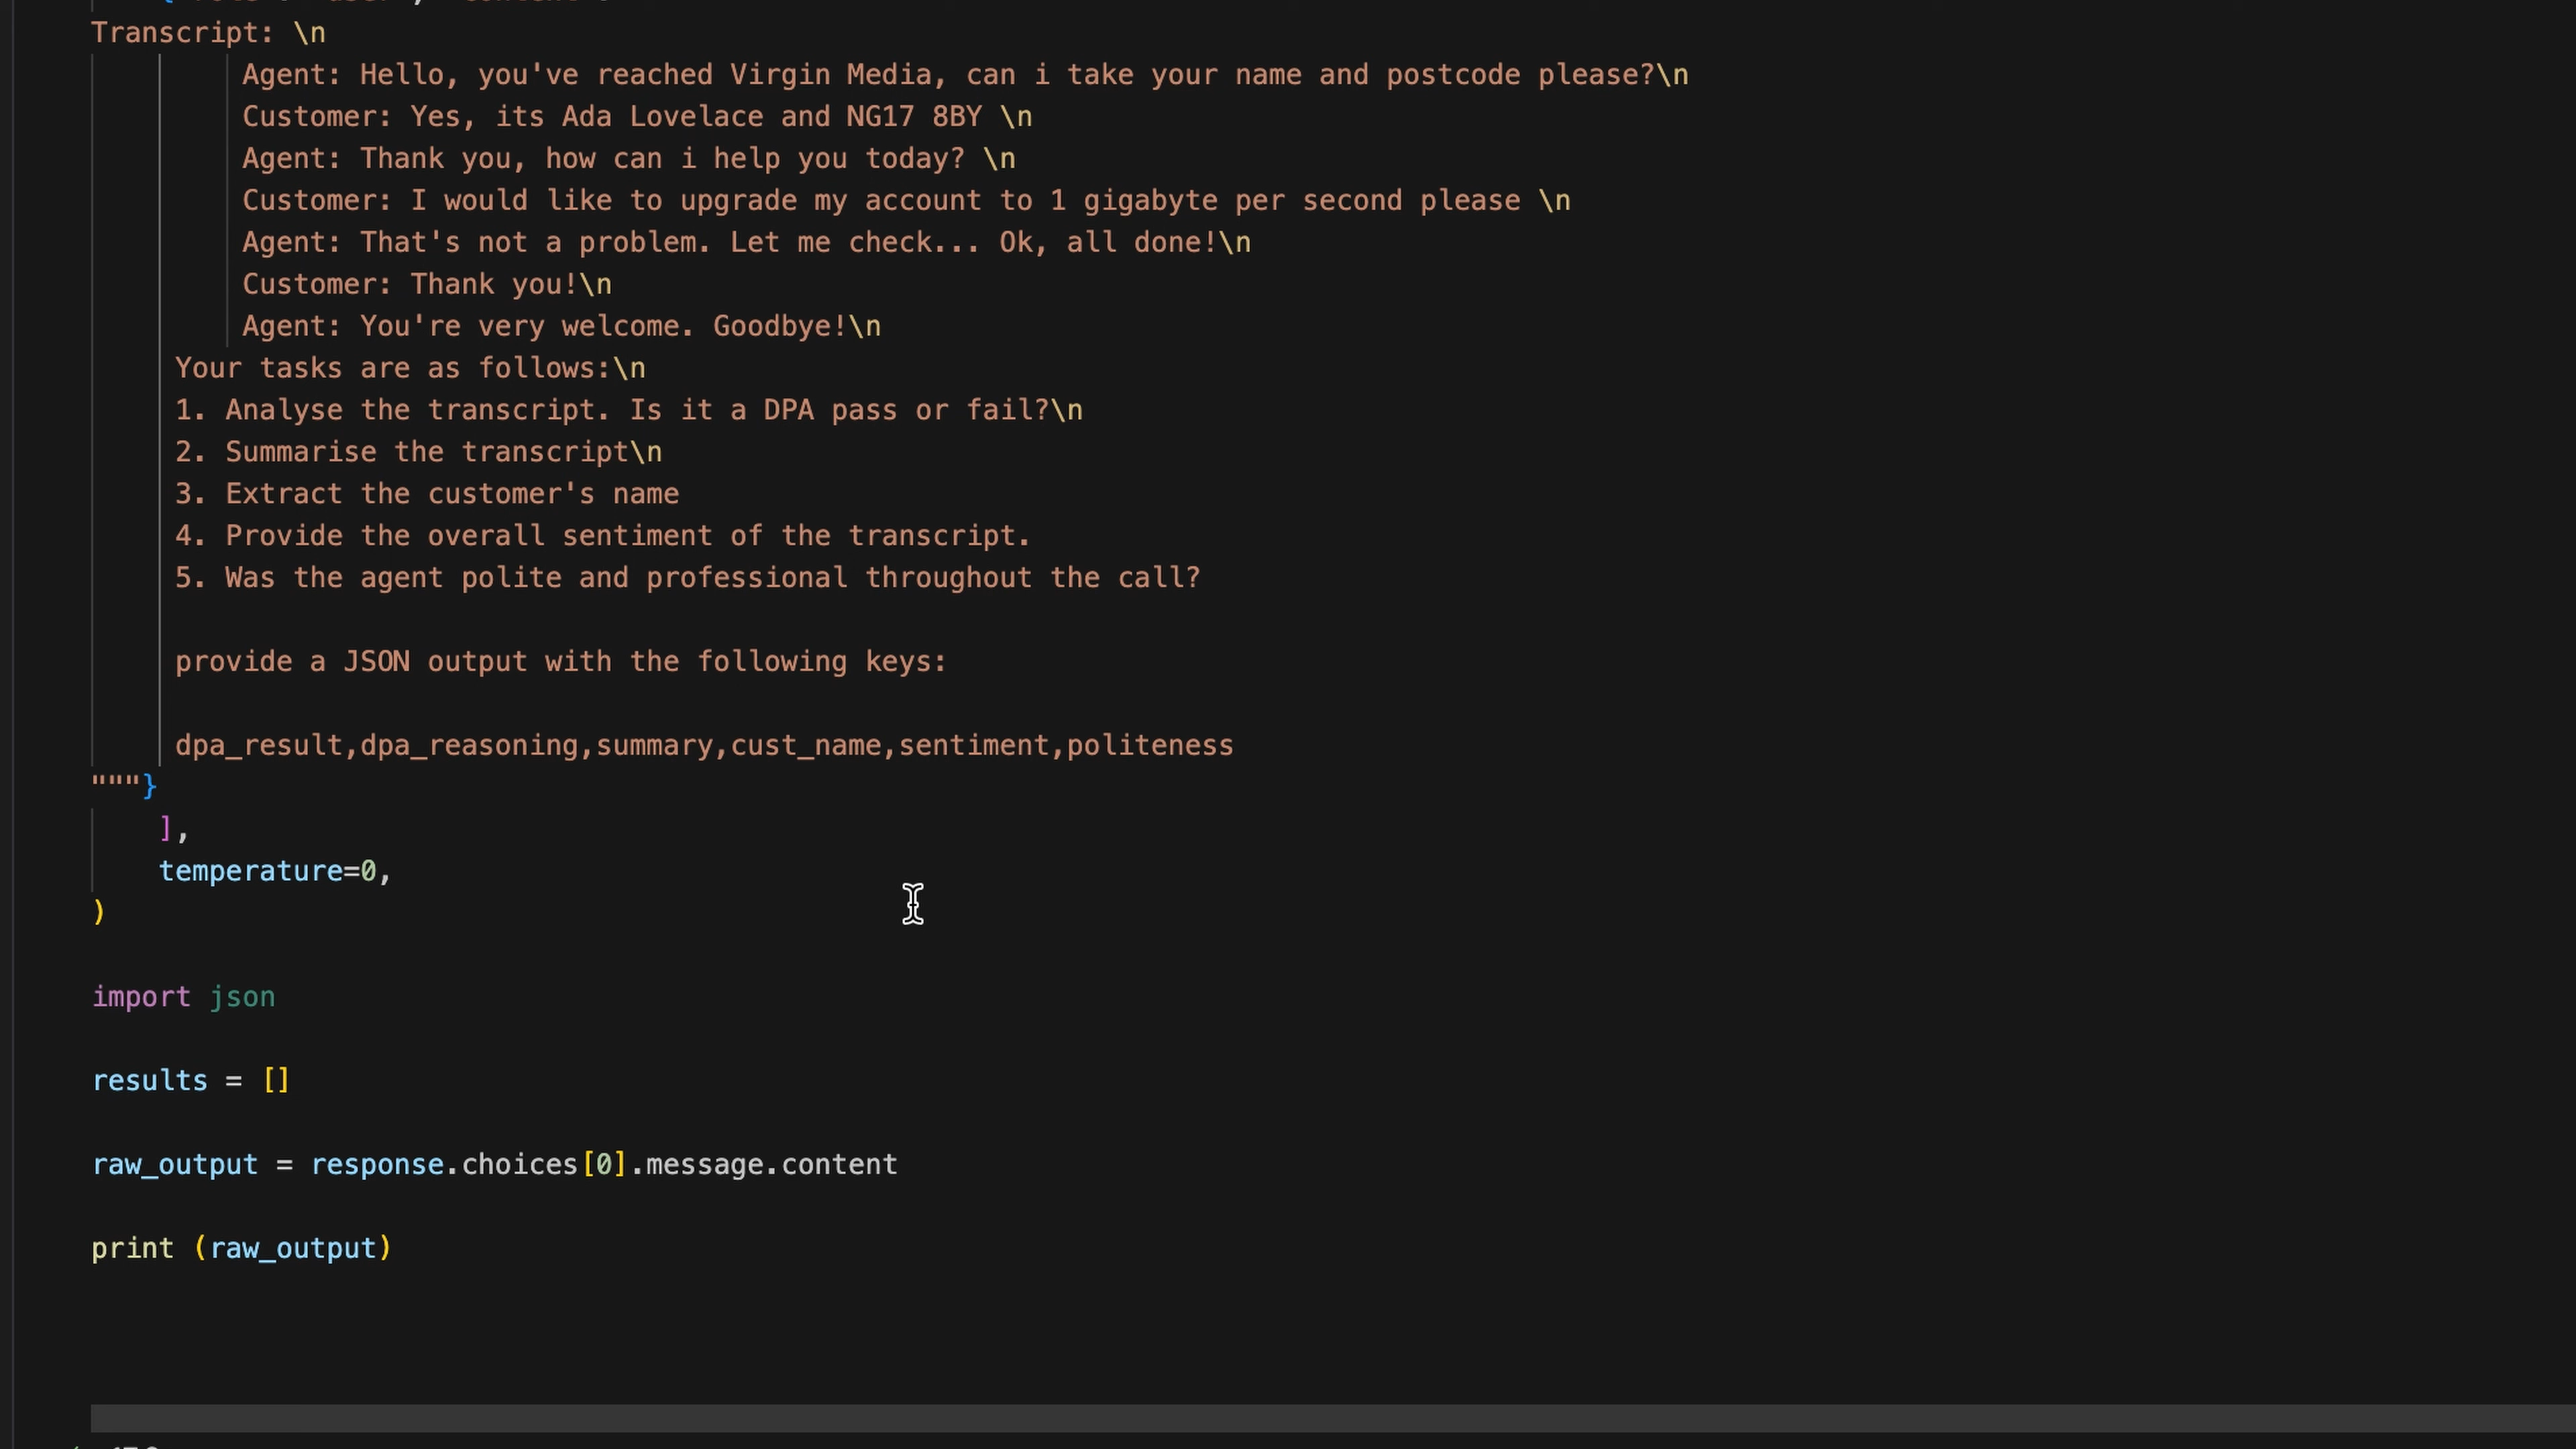 Transcript: \n
Agent: Hello, you've reached Virgin Media, can i take your name and postcode please?\n
Customer: Yes, its Ada Lovelace and NG17 8BY \n
Agent: Thank you, how can i help you today? \n
Customer: I would like to upgrade my account to 1 gigabyte per second please \n
Agent: That's not a problem. Let me check... Ok, all done!\n
Customer: Thank you!\n
Agent: You're very welcome. Goodbye!\n
Your tasks are as follows:\n
1. Analyse the transcript. Is it a DPA pass or fail?\n
2. Summarise the transcript\n
3. Extract the customer's name
4. Provide the overall sentiment of the transcript.
5. Was the agent polite and professional throughout the call?
provide a JSON output with the following keys:
dpa_result,dpa_reasoning,summary,cust_name,sentiment,politeness
"""}
],
temperature=0,
)
import json
results = []
raw_output = response.choices[0].message.content
print (raw_output)